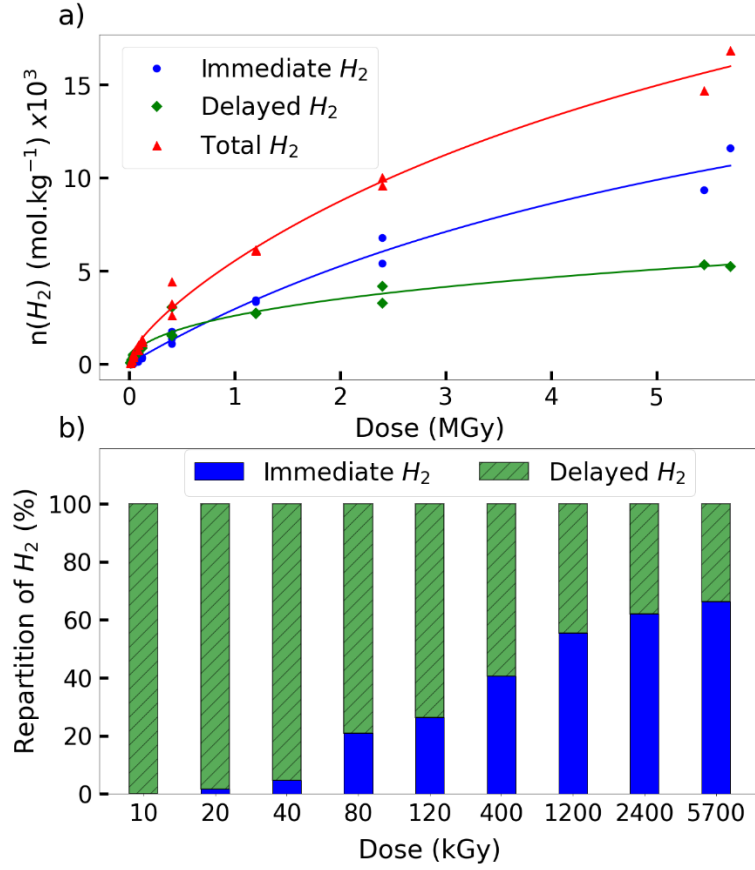 a)
n(H₂) (mol.kg⁻¹) x10³
15
10
5
0
Immediate H₂
Delayed H₂
Total H₂
0 1 2 3 4 5
Dose (MGy)
b)
Repartition of H₂ (%)
Immediate H₂ Delayed H₂
100
80
60
40
20
0
10 20 40 80 120 400 1200 2400 5700
Dose (kGy)